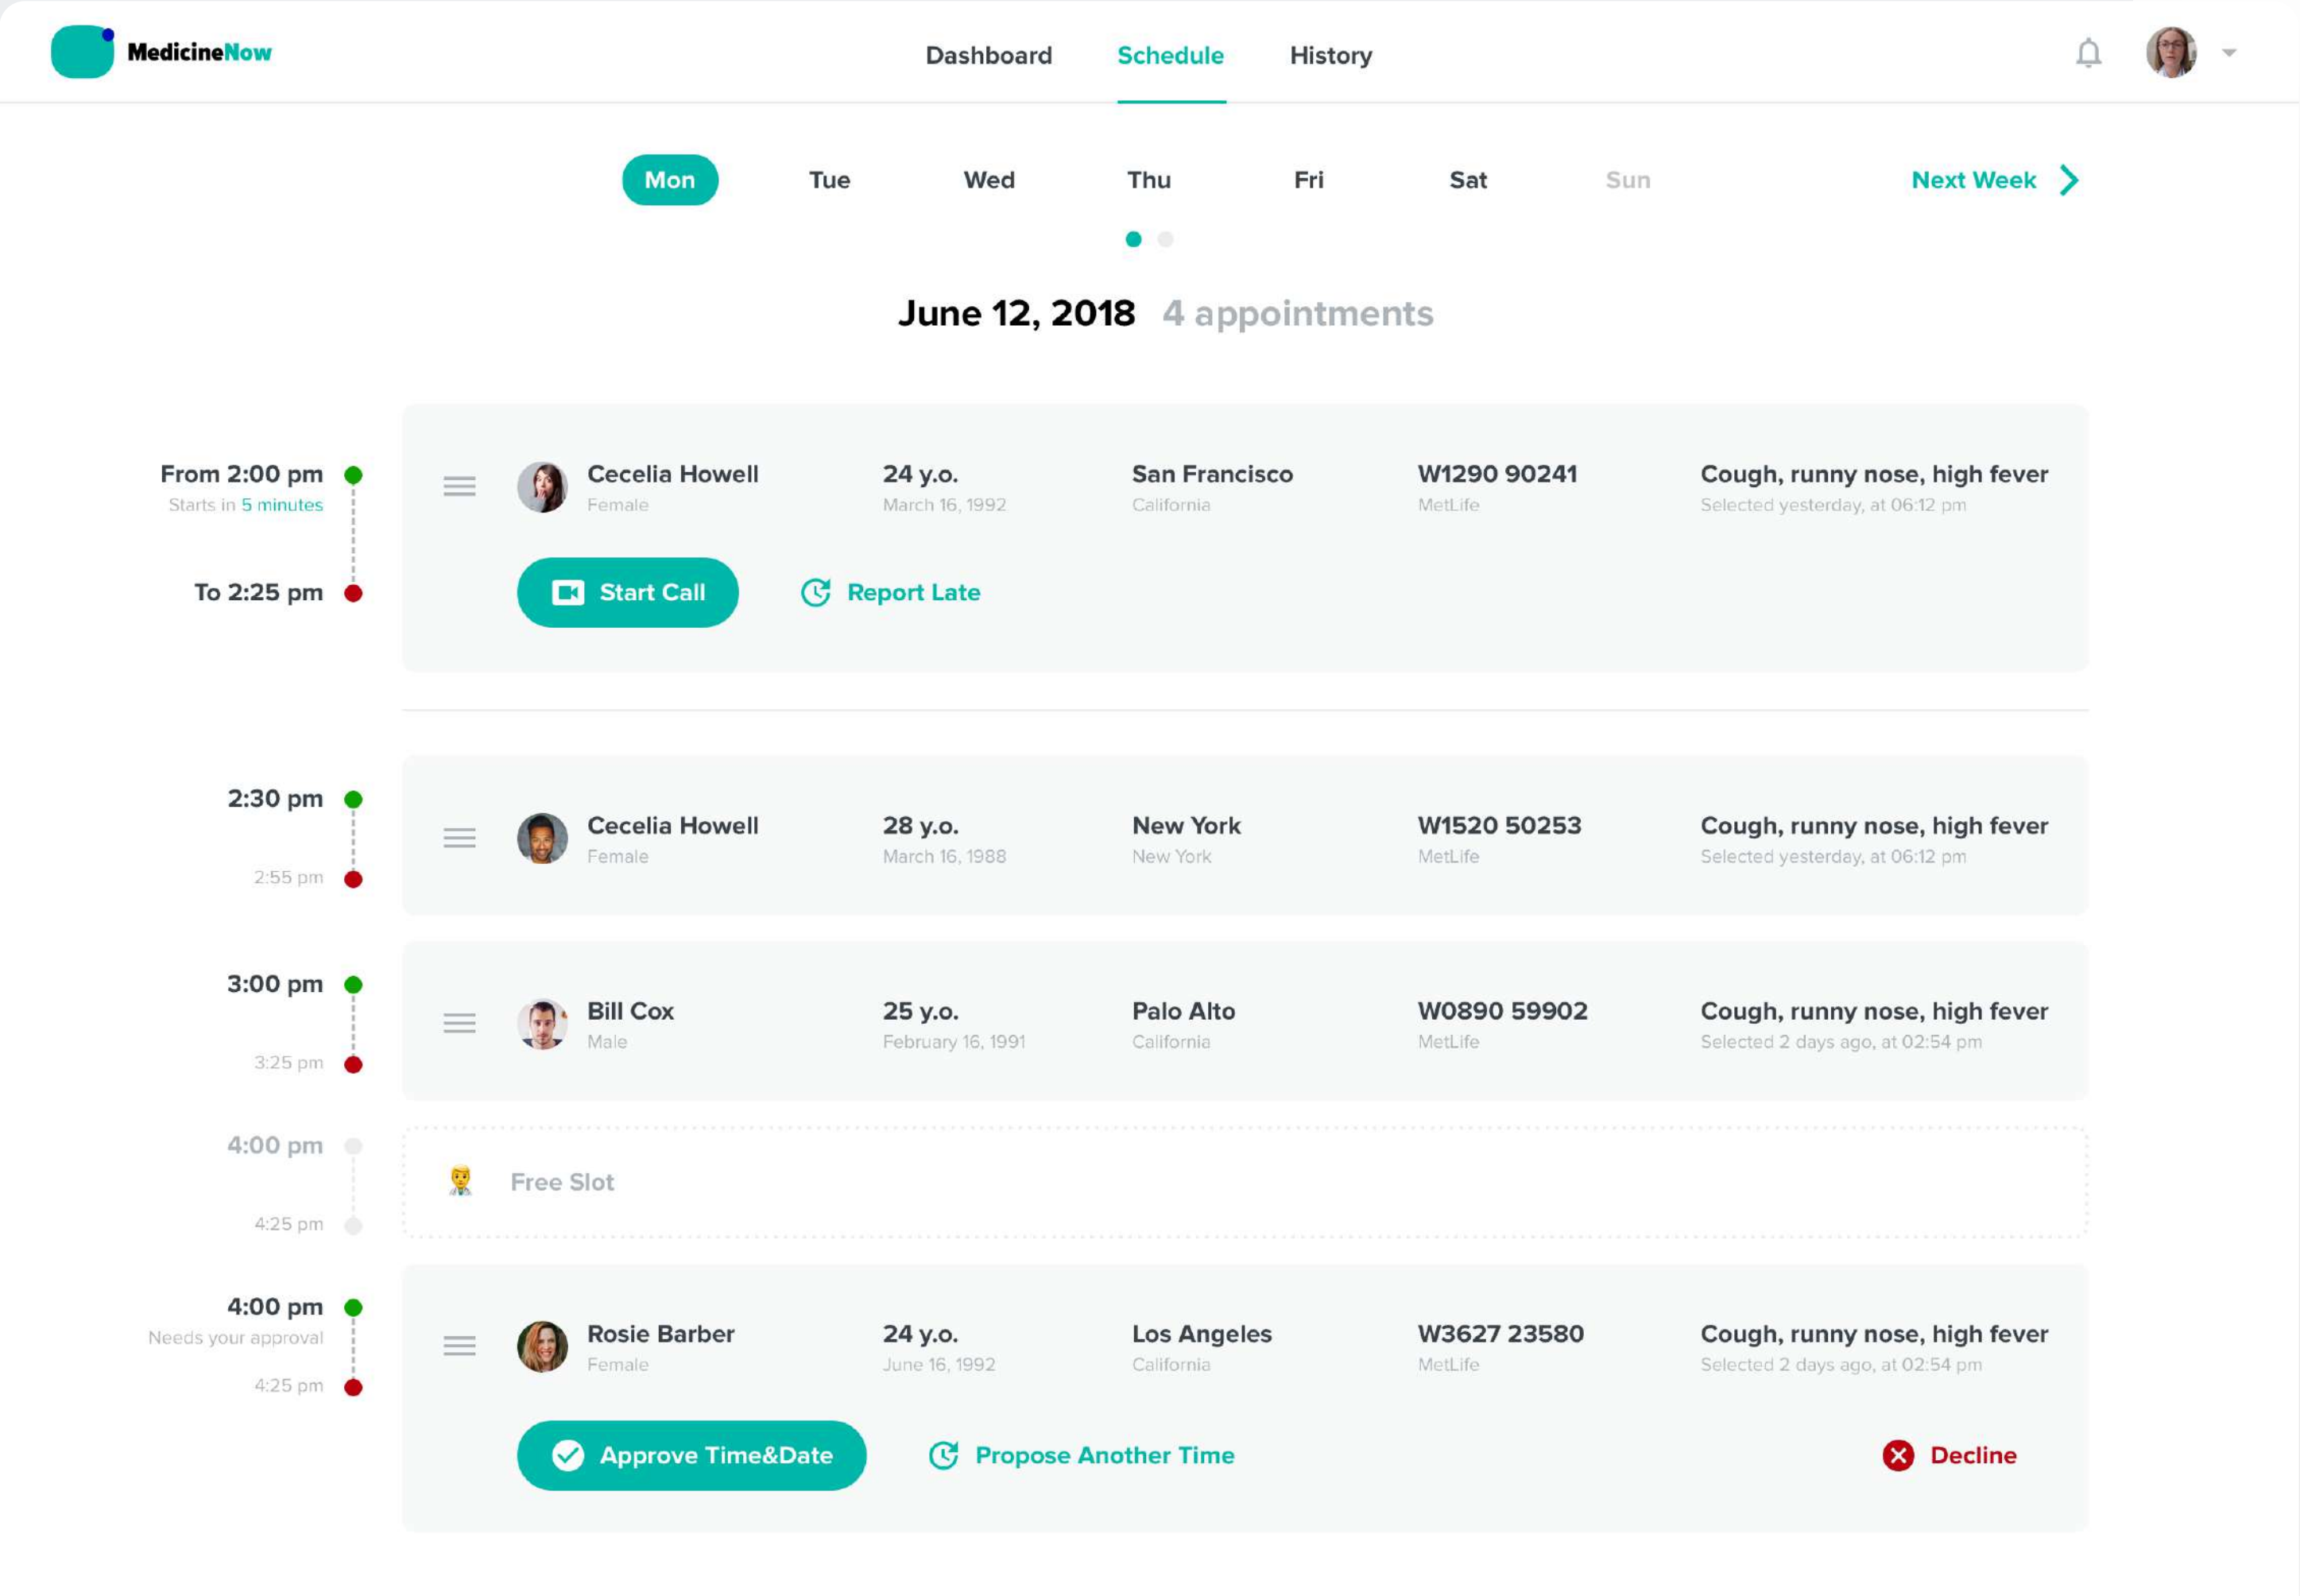 MedicineNow
Dashboard Schedule History
Mon Tue Wed Thu Fri Sat Sun Next Week
June 12, 2018 4 appointments
From 2:00 pm
Starts in 5 minutes
To 2:25 pm
Cecelia Howell 24 y.o. San Francisco W1290 90241 Cough, runny nose, high fever
Female March 16, 1992 California MetLife Selected yesterday, at 06:12 pm
Start Call Report Late
2:30 pm
2:55 pm
Cecelia Howell 28 y.o. New York W1520 50253 Cough, runny nose, high fever
Female March 16, 1988 New York MetLife Selected yesterday, at 06:12 pm
3:00 pm
3:25 pm
Bill Cox 25 y.o. Palo Alto W0890 59902 Cough, runny nose, high fever
Male February 16, 1991 California MetLife Selected 2 days ago, at 02:54 pm
4:00 pm
4:25 pm
Free Slot
4:00 pm
Needs your approval
4:25 pm
Rosie Barber 24 y.o. Los Angeles W3627 23580 Cough, runny nose, high fever
Female June 16, 1992 California MetLife Selected 2 days ago, at 02:54 pm
Approve Time&Date Propose Another Time Decline